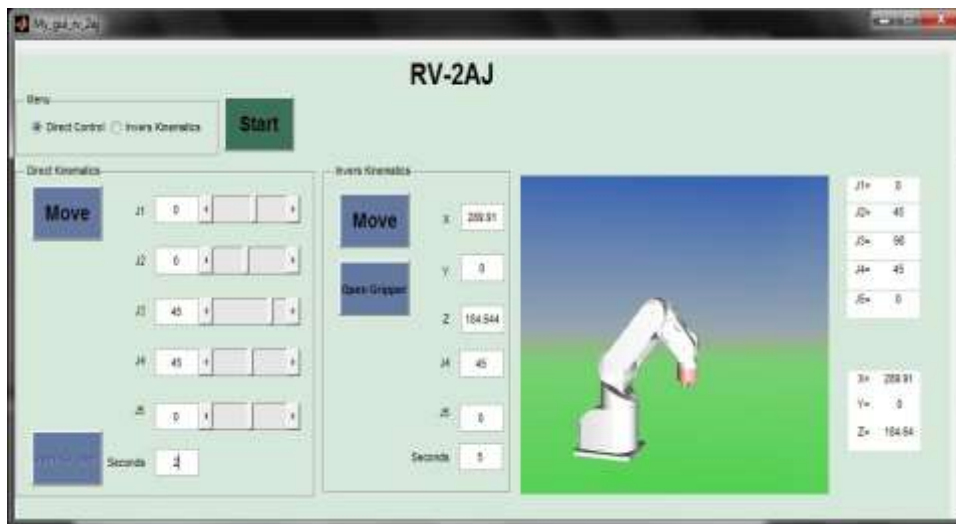 My_gui_rv_2aj
RV-2AJ
Menu
Direct Control
Invers Kinematics
Start
Direct Kinematics
Move
J1 0
J2 0
J3 45
J4 45
J5 0
Seconds 2
Invers Kinematics
Move
Open Gripper
X 289.91
Y 0
Z 164.644
J4 45
J5 0
Seconds 5
J1= 0
J2= 45
J3=
J4= 45
J5= 0
X= 289.91
Y= 0
Z= 164.64